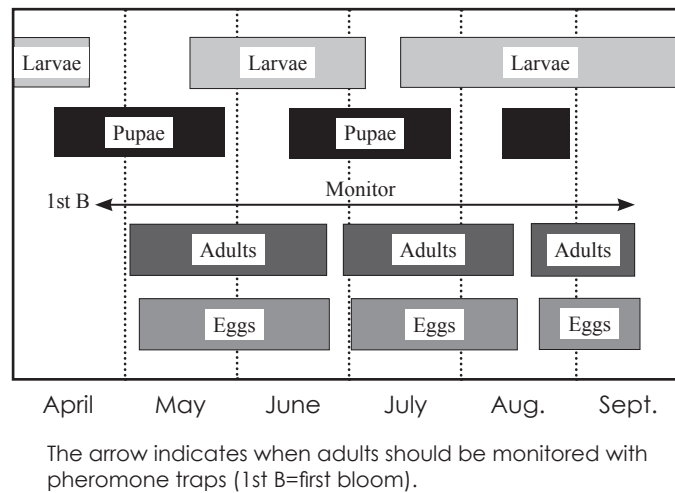 Larvae Larvae Larvae
Pupae Pupae
1st B Monitor
Adults Adults Adults
Eggs Eggs Eggs
April May June July Aug. Sept.
The arrow indicates when adults should be monitored with
pheromone traps (1st B=first bloom).